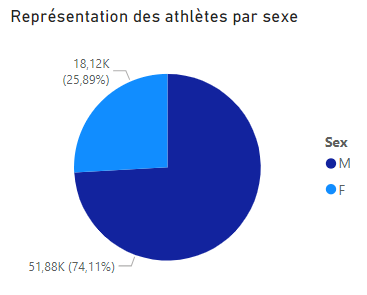 Représentation des athlètes par sexe
18,12K
(25,89%)
Sex
M
F
51,88K (74,11%)